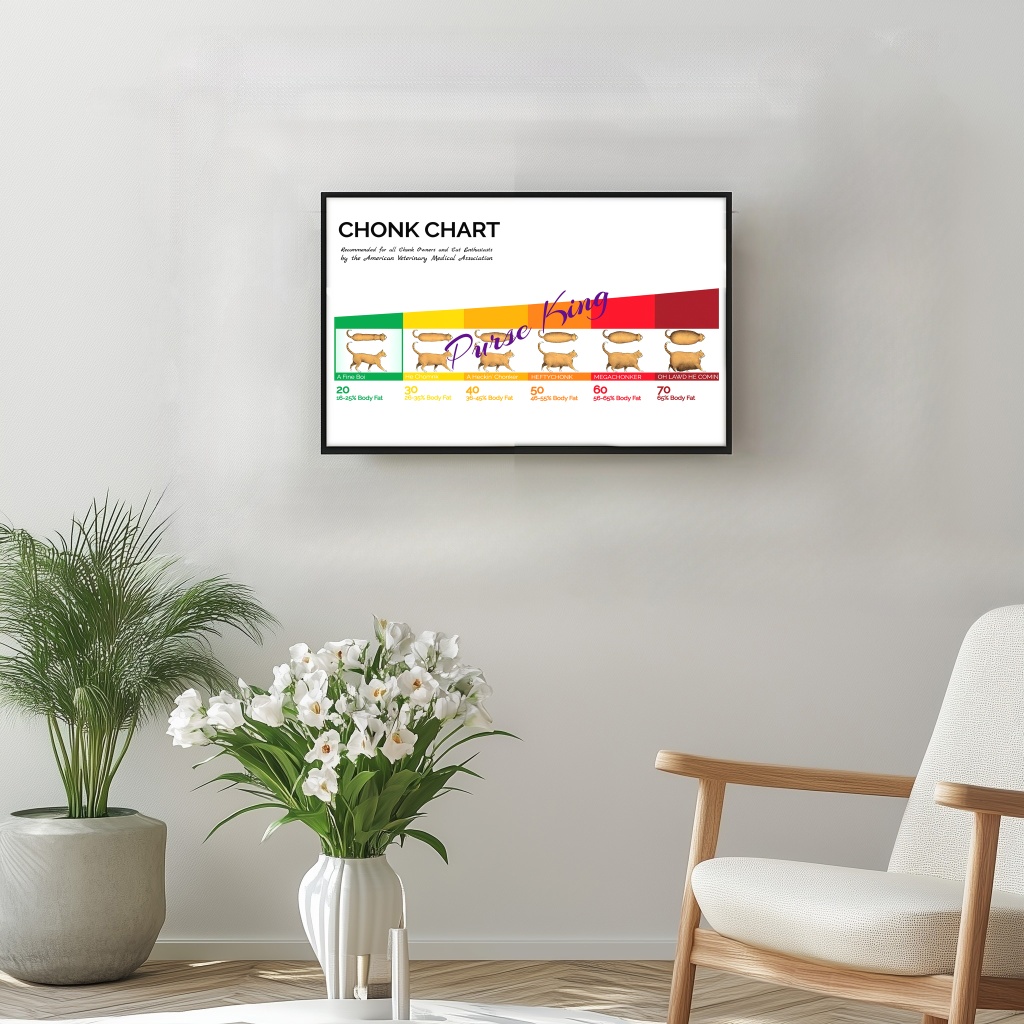 CHONK CHART
Recommended for all Chonk Owners and Cat Enthusiasts
by the American Veterinary Medical Association
Purse King
A Fine Boi
He Chomnk
A Heckin' Chonker
HEFTYCHONK
MEGACHONKER
OH LAWD HE COMIN
20
16-25% Body Fat
30
26-35% Body Fat
40
36-45% Body Fat
50
46-55% Body Fat
60
56-65% Body Fat
70
65% Body Fat